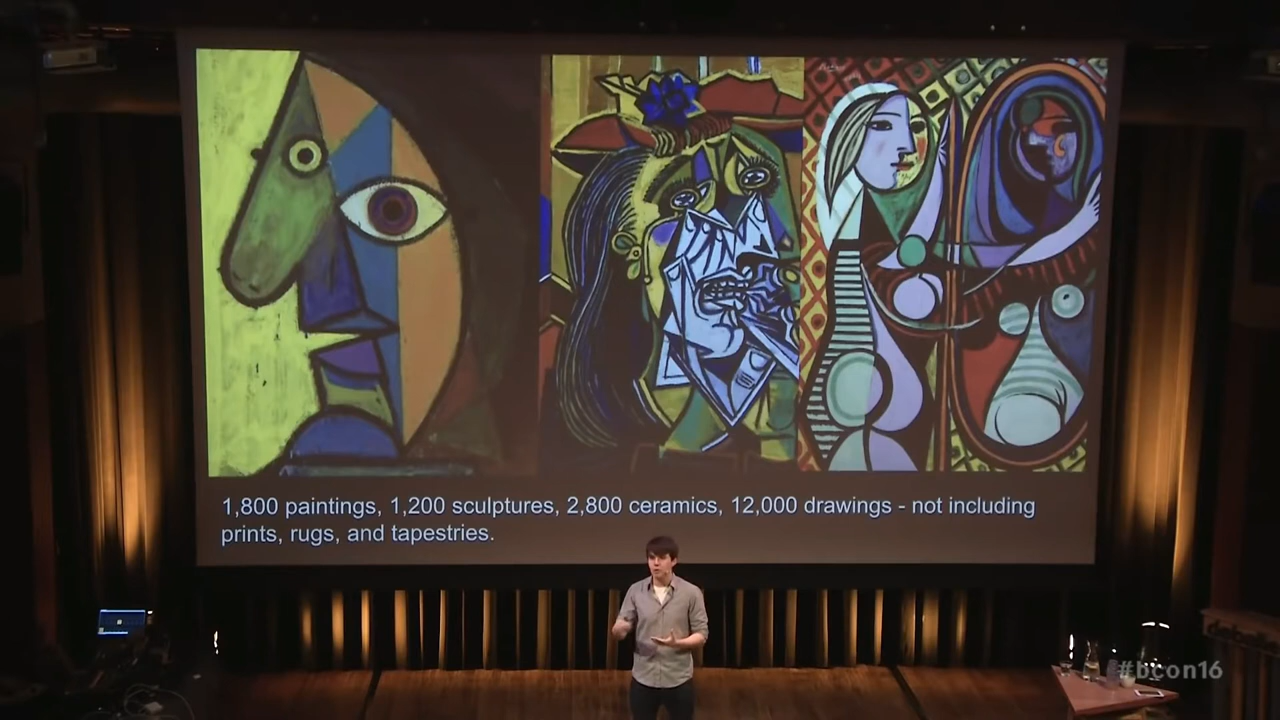 1,800 paintings, 1,200 sculptures, 2,800 ceramics, 12,000 drawings - not including
prints, rugs, and tapestries.
#bcon16